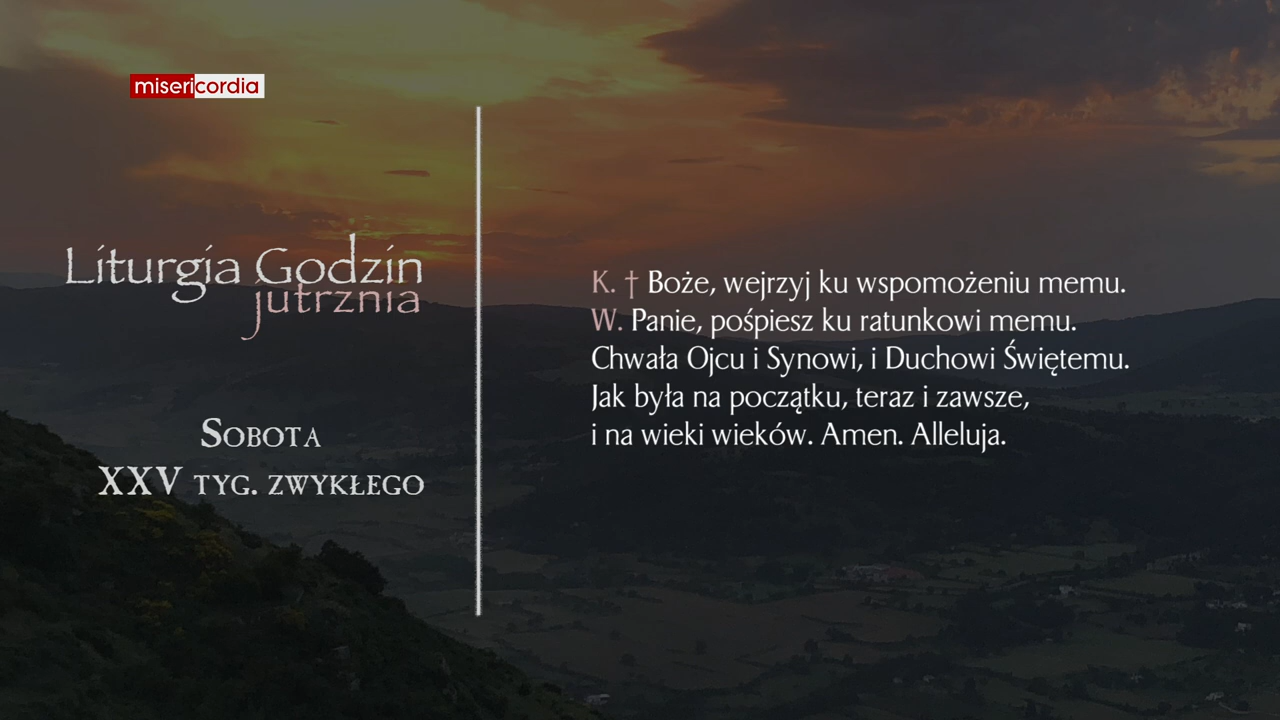 misericordia
Liturgia Godzin
jutrznia
Sobota
XXV tyg. zwykłego
K. † Boże, wejrzyj ku wspomożeniu memu.
W. Panie, pośpiesz ku ratunkowi memu.
Chwała Ojcu i Synowi, i Duchowi Świętemu.
Jak była na początku, teraz i zawsze,
i na wieki wieków. Amen. Alleluja.